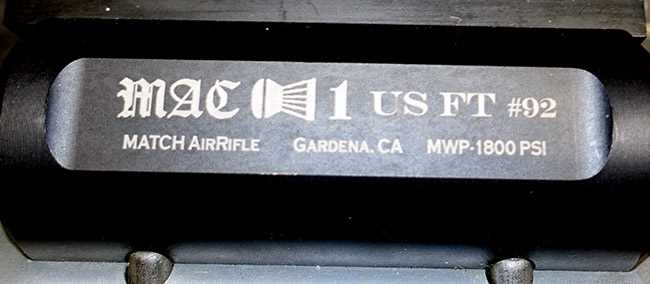 MAC 1 US FT #92
MATCH AIRRIFLE GARDENA, CA MWP-1800 PSI